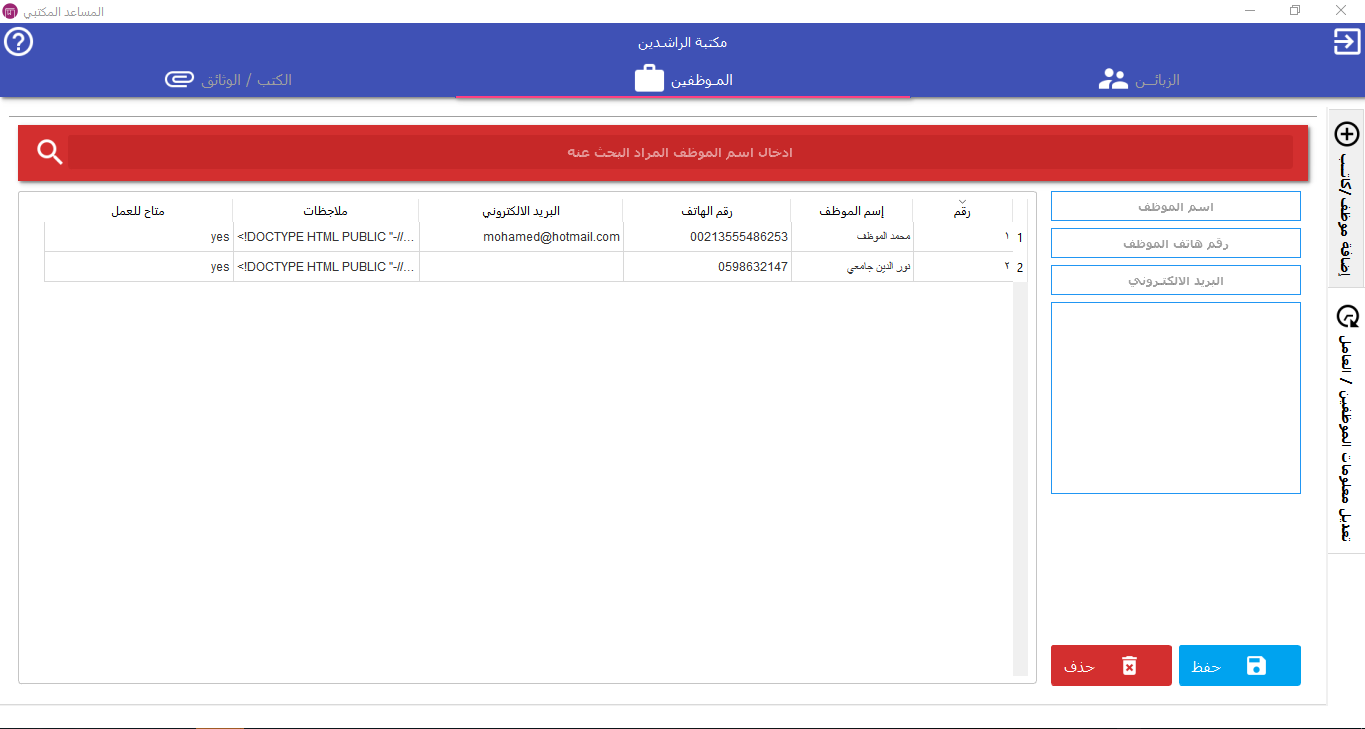 المساعد المكتبي
مكتبة الراشدين
الزبائــن
المـوظفين
الكتب / الوثائق
ادخال اسم الموظف المراد البحث عنه
رقم إسم الموظف رقم الهاتف البريد الالكتروني ملاجظات متاح للعمل
1 ١ محمد الموظف 00213555486253 mohamed@hotmail.com <!DOCTYPE HTML PUBLIC "-//... yes
2 ٢ نور الدين جامعي 0598632147 <!DOCTYPE HTML PUBLIC "-//... yes
اسم الموظف
رقم هاتف الموظف
البريد الالكتروني
حفظ
حذف
إضافة موظف/كاتب
تعديل معلومات الموظفين / العامل